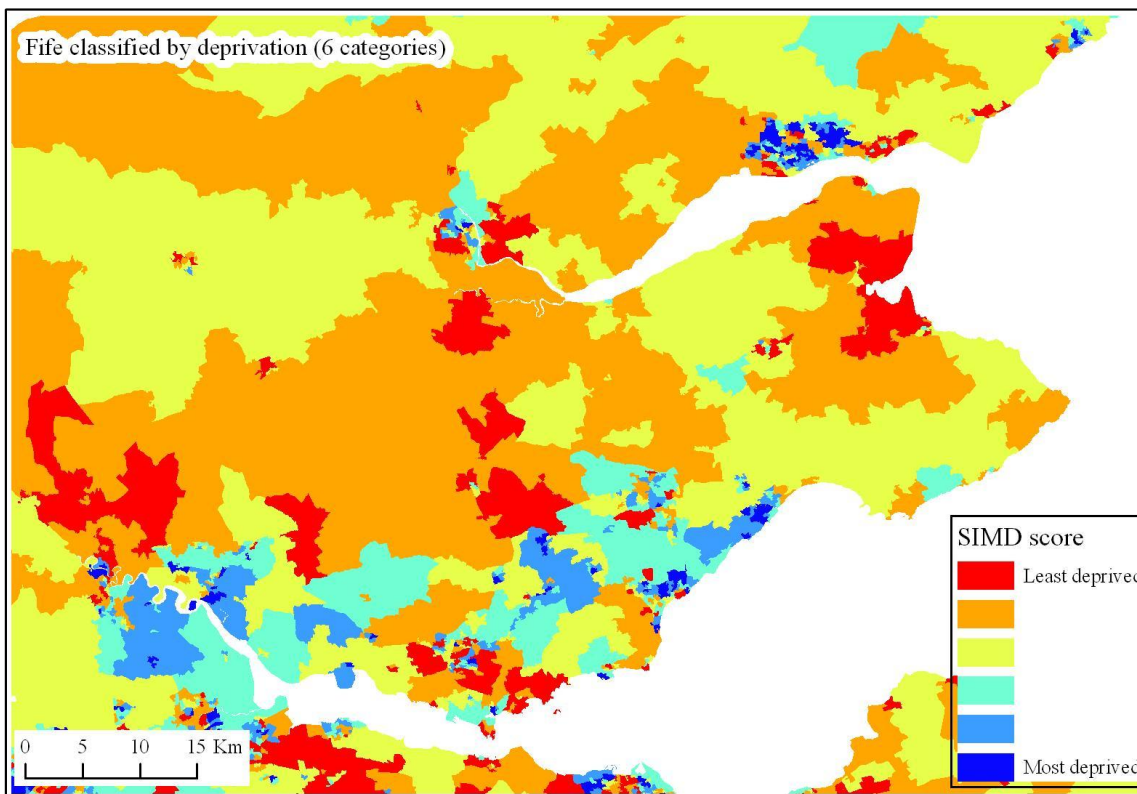 Fife classified by deprivation (6 categories)
SIMD score
Least deprived
Most deprived
0 5 10 15 Km